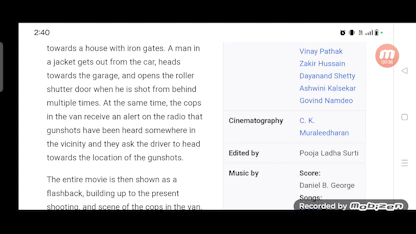 2:40
towards a house with iron gates. A man in
a jacket gets out from the car, heads
towards the garage, and opens the roller
shutter door when he is shot from behind
multiple times. At the same time, the cops
in the van receive an alert on the radio that
gunshots have been heard somewhere in
the vicinity and they ask the driver to head
towards the location of the gunshots.
The entire movie is then shown as a
flashback, building up to the present
shooting, and scene of the cops in the van.
Vinay Pathak
Zakir Hussain
Dayanand Shetty
Ashwini Kalsekar
Govind Namdeo
Cinematography
C. K.
Muraleedharan
Edited by
Pooja Ladha Surti
Music by
Score:
Daniel B. George
Songs:
Recorded by Mobizen